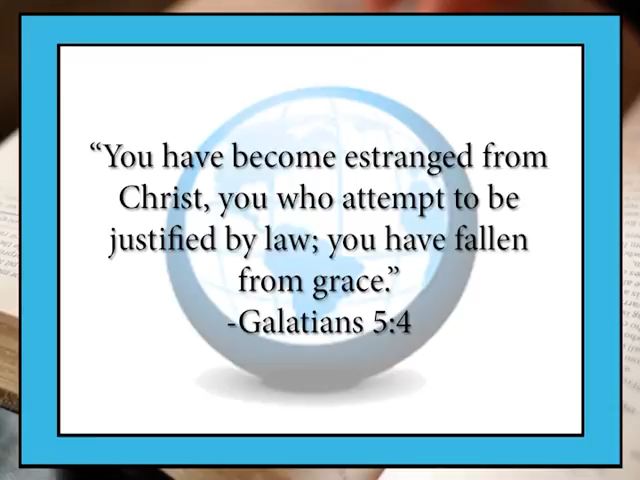 “You have become estranged from
Christ, you who attempt to be
justified by law; you have fallen
from grace.”
-Galatians 5:4